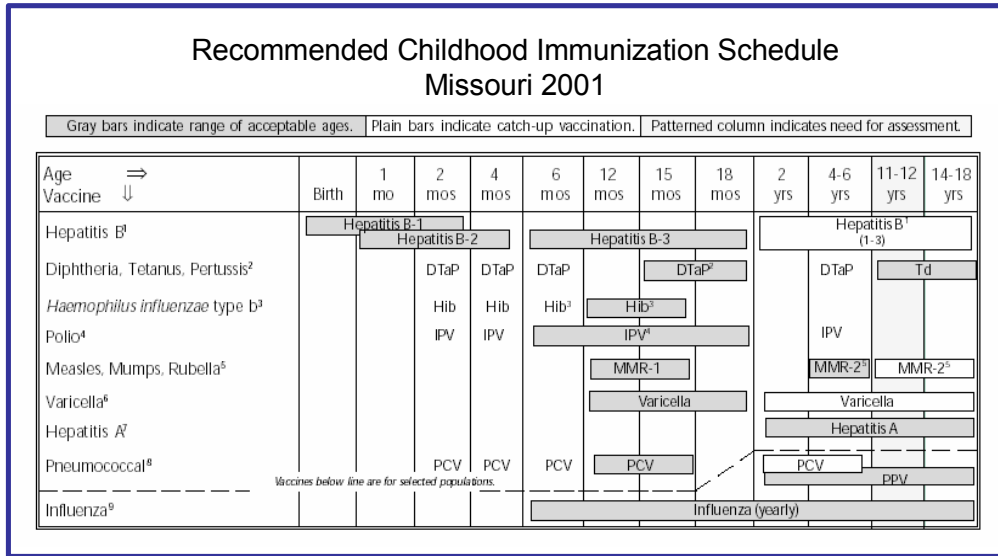 Recommended Childhood Immunization Schedule
Missouri 2001
Gray bars indicate range of acceptable ages. Plain bars indicate catch-up vaccination. Patterned column indicates need for assessment.
Age ⇒ 1 2 4 6 12 15 18 2 4-6 11-12 14-18
Vaccine ⇓ Birth mo mos mos mos mos mos mos yrs yrs yrs yrs
Hepatitis B¹ Hepatitis B-1 Hepatitis B-2 Hepatitis B-3 Hepatitis B¹
(1-3)
Diphtheria, Tetanus, Pertussis² DTaP DTaP DTaP DTaP² DTaP Td
Haemophilus influenzae type b³ Hib Hib Hib³ Hib³
Polio⁴ IPV IPV IPV⁴ IPV
Measles, Mumps, Rubella⁵ MMR-1 MMR-2⁵ MMR-2⁵
Varicella⁶ Varicella Varicella
Hepatitis A⁷ Hepatitis A
Pneumococcal⁸ PCV PCV PCV PCV PCV
PPV
Vaccines below line are for selected populations.
Influenza⁹ Influenza (yearly)